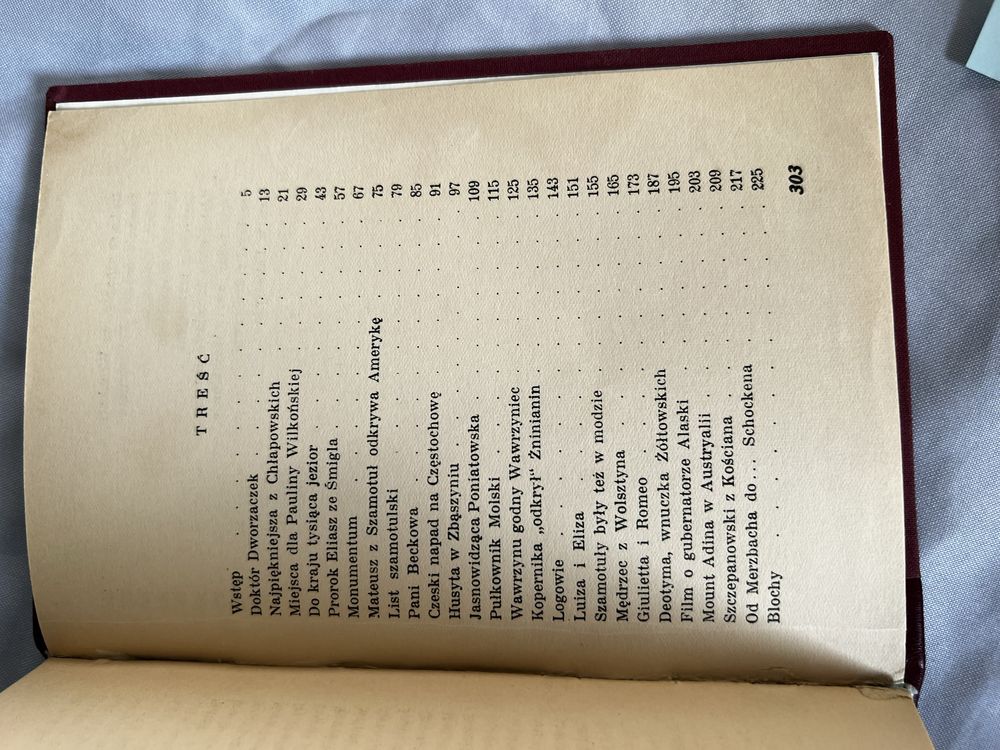 TREŚĆ
Wstęp . . . . . . . . 5
Doktór Dworzaczek . . . . . 13
Najpiękniejsza z Chłapowskich . . . 21
Miejsca dla Pauliny Wilkońskiej . . . 29
Do kraju tysiąca jezior . . . . 43
Prorok Eliasz ze Śmigla . . . . 57
Monumentum . . . . . . 67
Mateusz z Szamotuł odkrywa Amerykę . . 75
List szamotulski . . . . . 79
Pani Beckowa . . . . . . 85
Czeski napad na Częstochowę . . . 91
Husyta w Zbąszyniu . . . . . 97
Jasnowidząca Poniatowska . . . . 109
Pułkownik Molski . . . . . 115
Wawrzynu godny Wawrzyniec . . . 125
Kopernika „odkrył“ Żninianin . . . 135
Logowie . . . . . . . 143
Luiza i Eliza . . . . . . 151
Szamotuły były też w modzie . . . 155
Mędrzec z Wolsztyna . . . . . 165
Giulietta i Romeo . . . . . 173
Deotyma, wnuczka Żółtowskich . . . 187
Film o gubernatorze Alaski . . . . 195
Mount Adina w Austryalii . . . . 203
Szczepanowski z Kościana . . . . 209
Od Merzbacha do... Schockena . . . 217
Blochy . . . . . . . 225
303